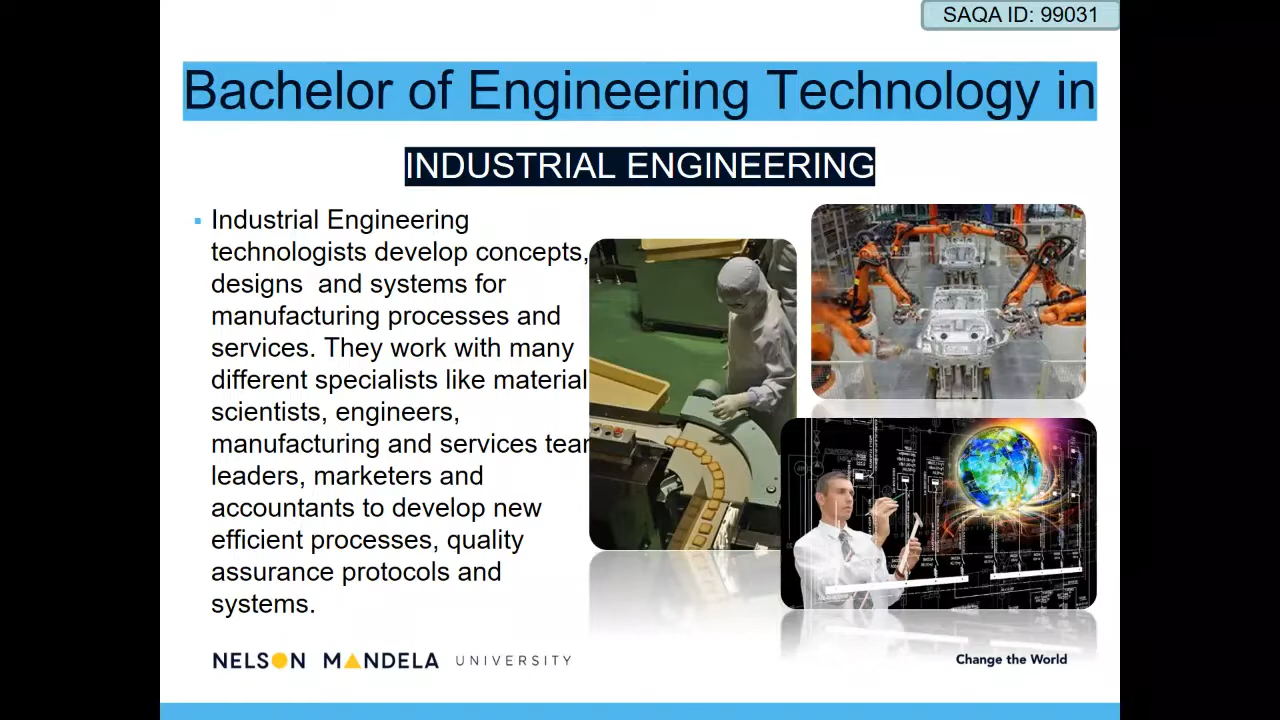 SAQA ID: 99031
Bachelor of Engineering Technology in
INDUSTRIAL ENGINEERING
▪ Industrial Engineering
technologists develop concepts,
designs and systems for
manufacturing processes and
services. They work with many
different specialists like material
scientists, engineers,
manufacturing and services team
leaders, marketers and
accountants to develop new
efficient processes, quality
assurance protocols and
systems.
NELSON MANDELA UNIVERSITY
Change the World